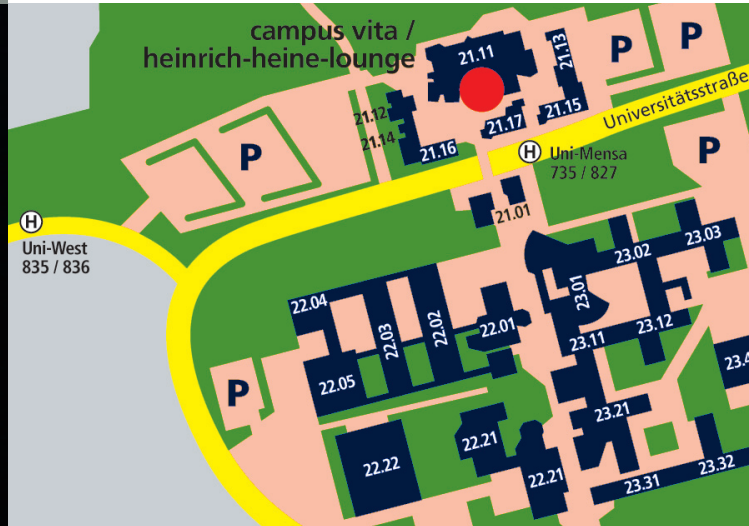 campus vita /
heinrich-heine-lounge
21.11
21.13
P
P
21.12
21.14
21.16
21.17
21.15
Universitätsstraße
P
H
Uni-Mensa
735 / 827
P
21.01
H
Uni-West
835 / 836
23.02
23.03
23.01
22.04
22.03
22.02
22.01
23.11
23.12
22.05
P
23.4
23.21
22.22
22.21
22.21
23.31
23.32